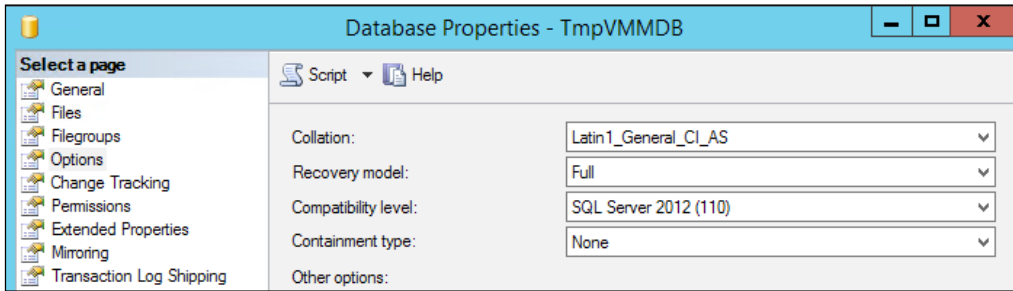 Database Properties - TmpVMMDB
Select a page
General
Files
Filegroups
Options
Change Tracking
Permissions
Extended Properties
Mirroring
Transaction Log Shipping
Script Help
Collation: Latin1_General_CI_AS
Recovery model: Full
Compatibility level: SQL Server 2012 (110)
Containment type: None
Other options: